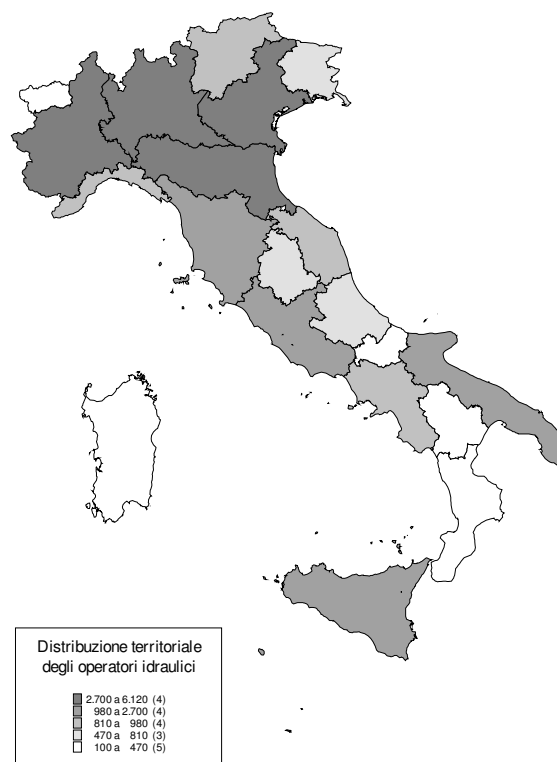 Distribuzione territoriale
degli operatori idraulici
2.700 a 6.120 (4)
980 a 2.700 (4)
810 a 980 (4)
470 a 810 (3)
100 a 470 (5)